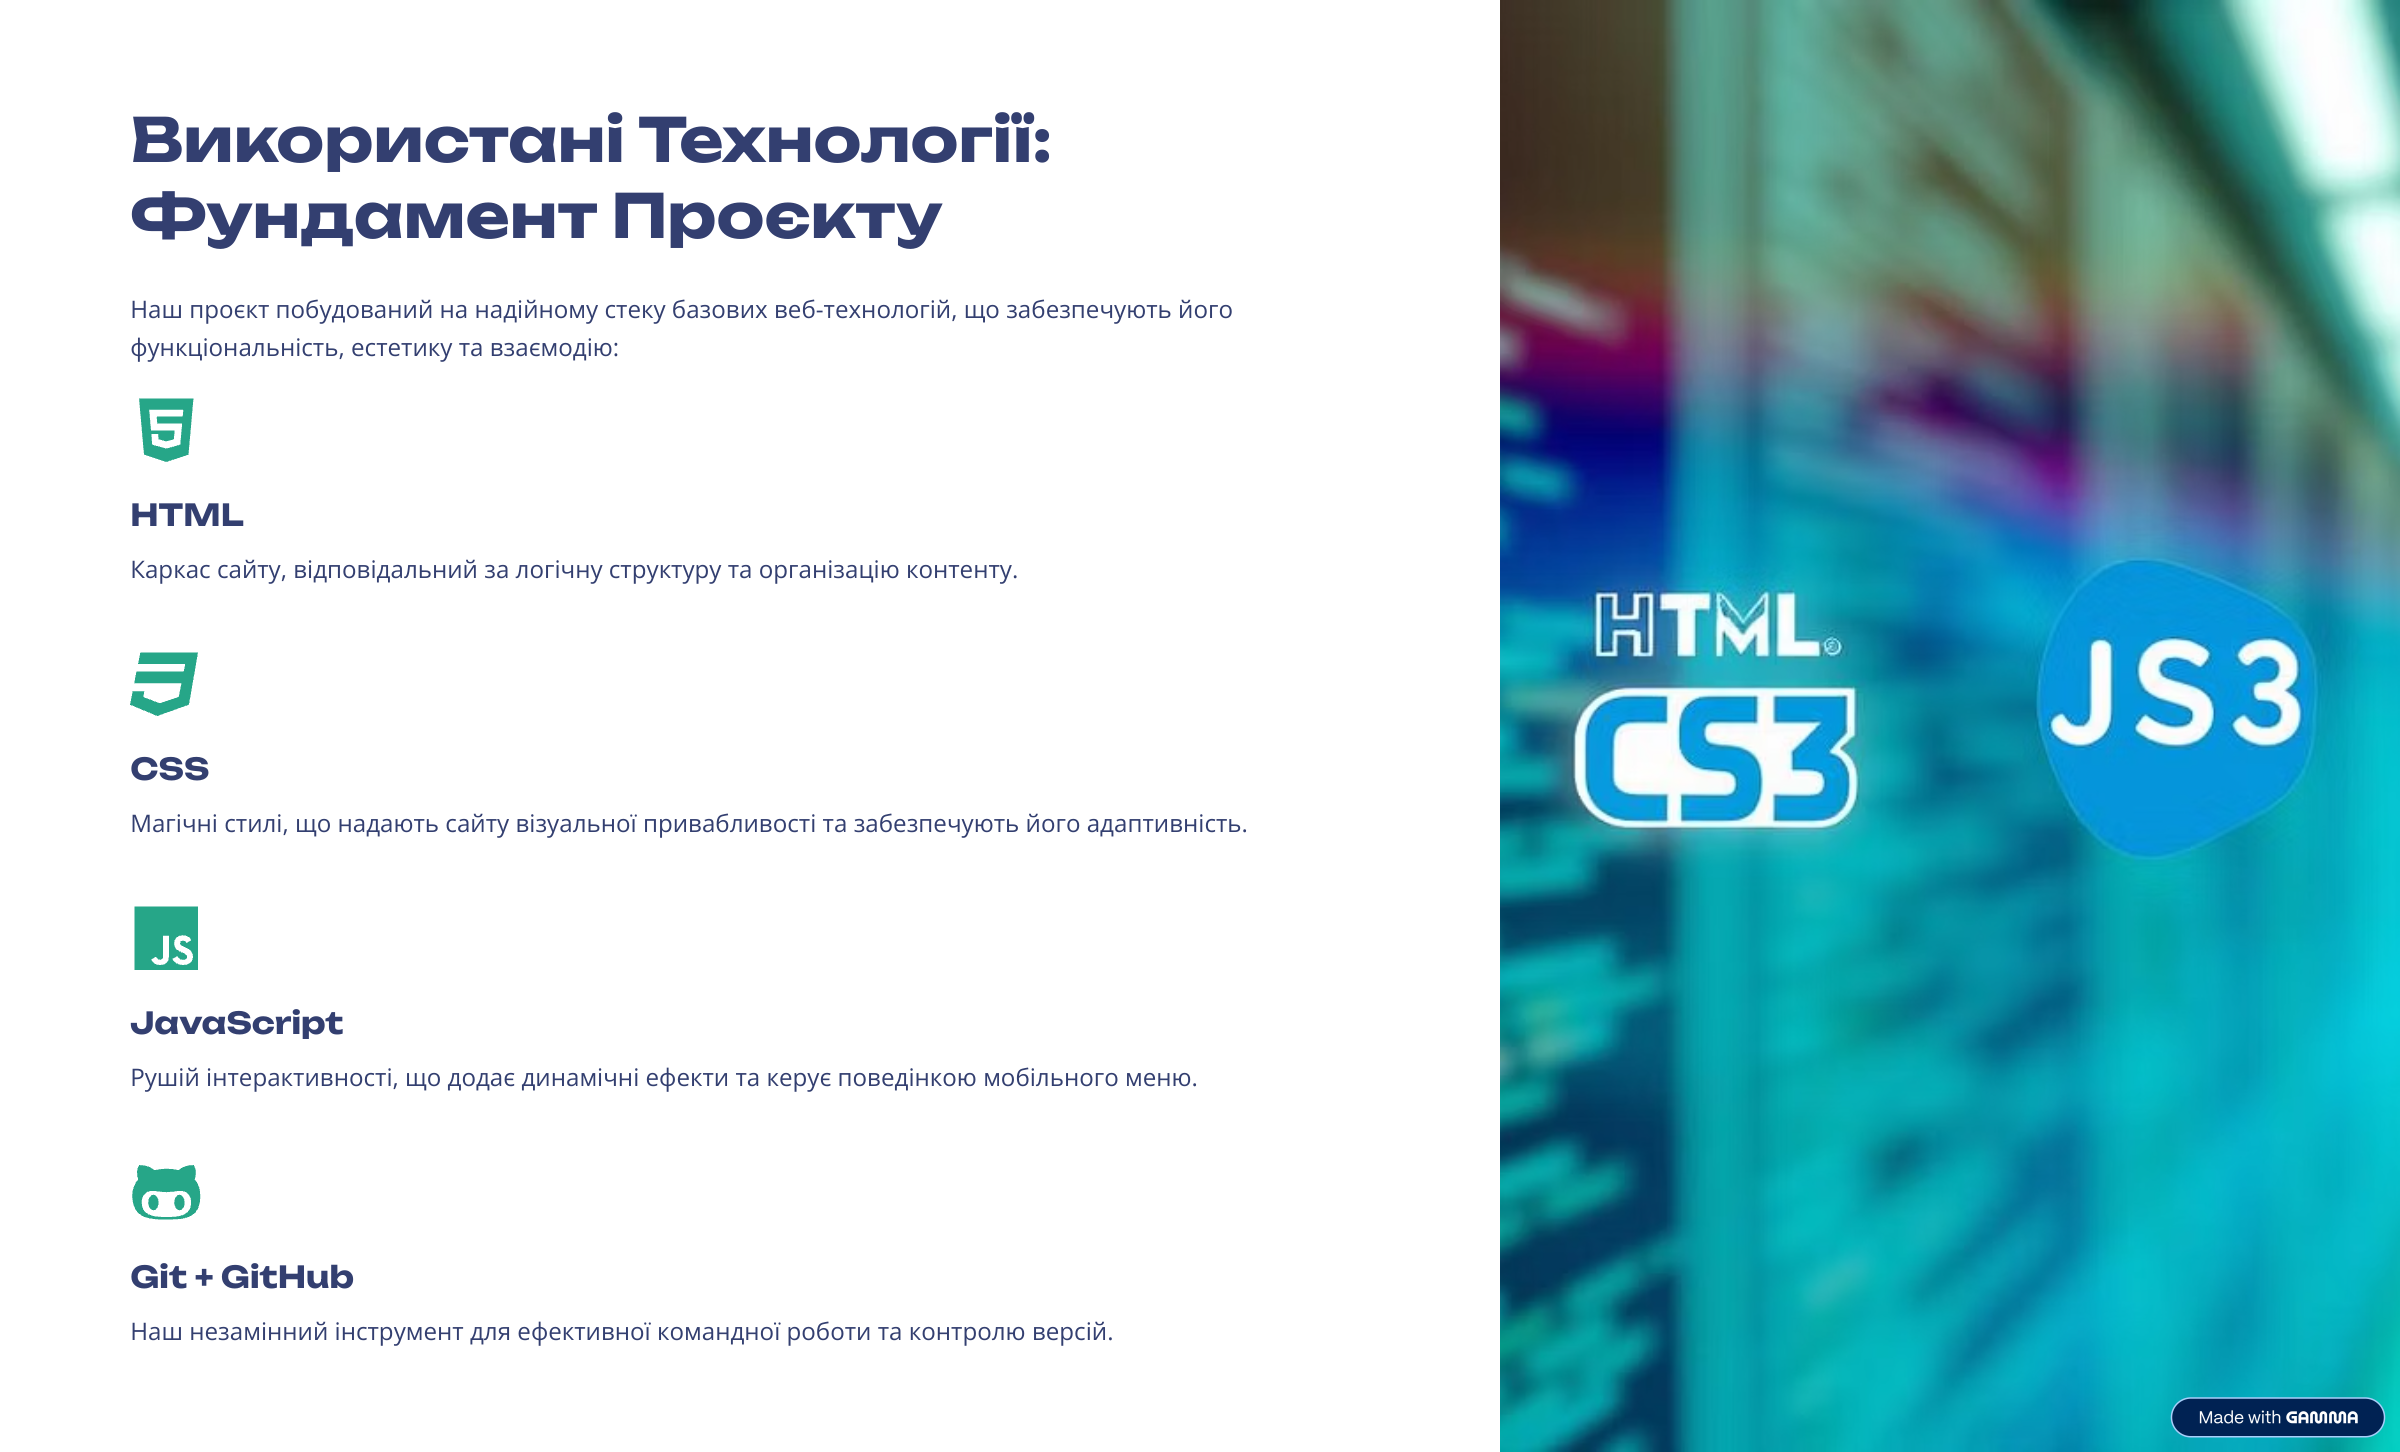 Використані Технології:
Фундамент Проєкту
Наш проєкт побудований на надійному стеку базових веб-технологій, що забезпечують його
функціональність, естетику та взаємодію:
HTML
Каркас сайту, відповідальний за логічну структуру та організацію контенту.
CSS
Магічні стилі, що надають сайту візуальної привабливості та забезпечують його адаптивність.
JS
JavaScript
Рушій інтерактивності, що додає динамічні ефекти та керує поведінкою мобільного меню.
Git + GitHub
Наш незамінний інструмент для ефективної командної роботи та контролю версій.
HTML
CS3
JS3
Made with GAMMA